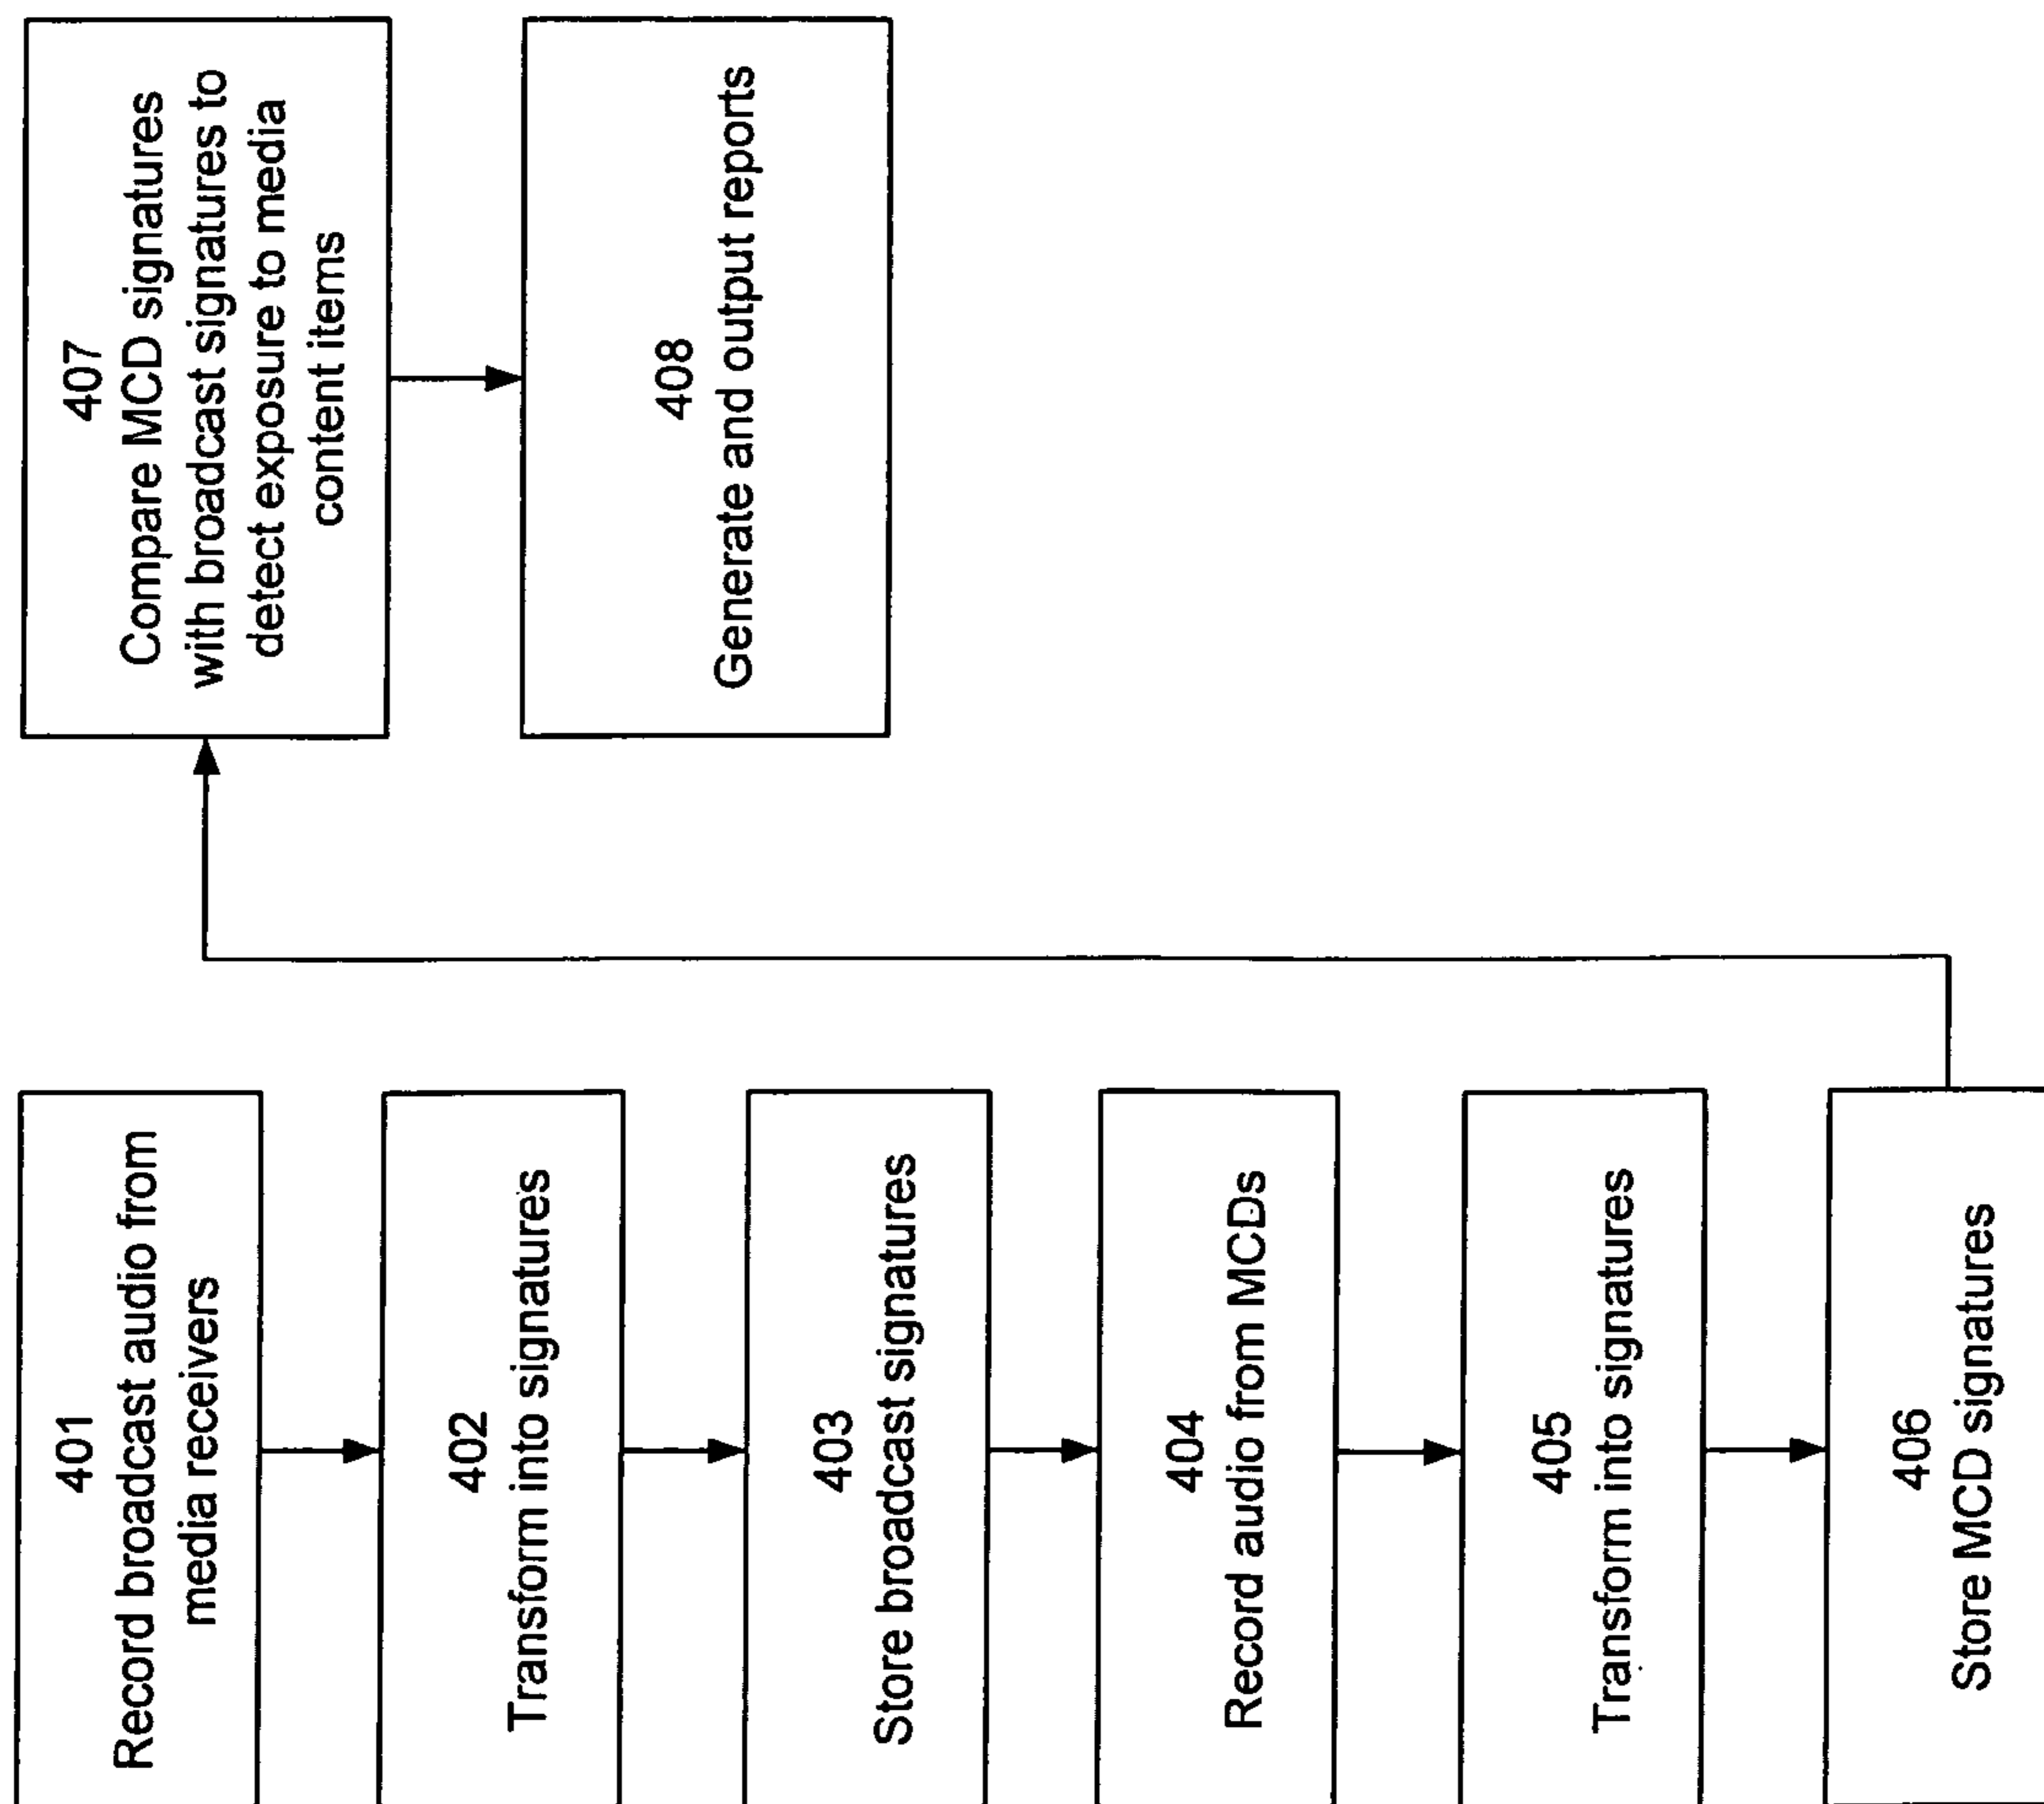 401
Record broadcast audio from
media receivers
402
Transform into signatures
403
Store broadcast signatures
404
Record audio from MCDs
405
Transform into signatures
406
Store MCD signatures
407
Compare MCD signatures
with broadcast signatures to
detect exposure to media
content items
408
Generate and output reports